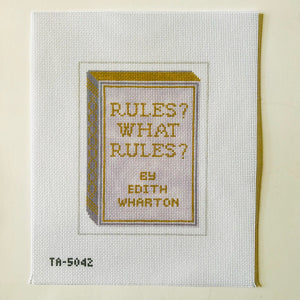 RULES?
WHAT
RULES?
BY
EDITH
WHARTON
TA-5042